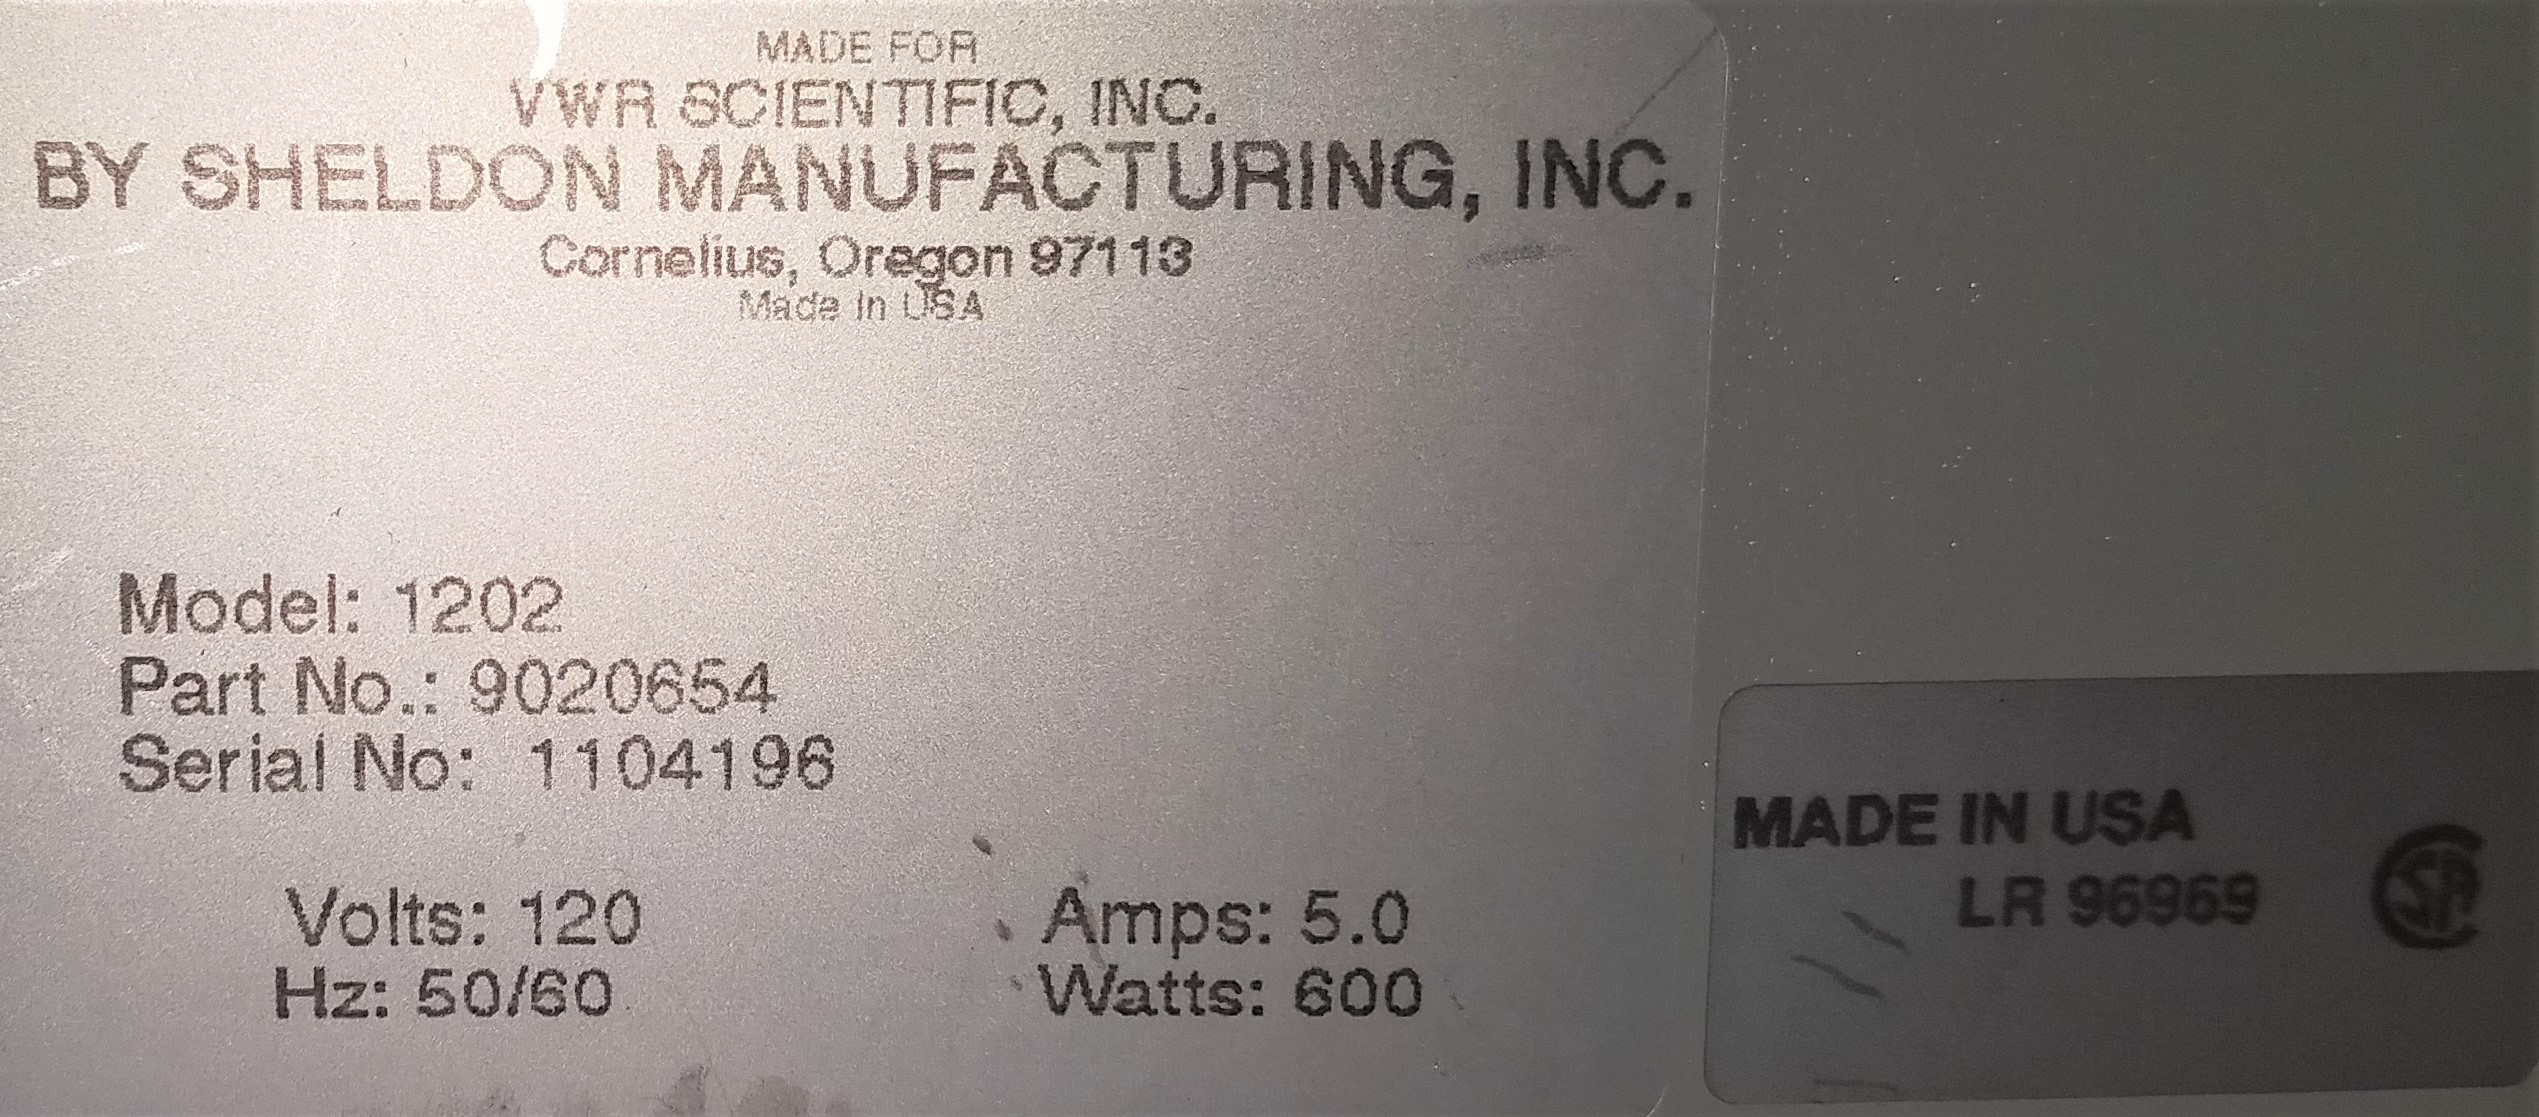 MADE FOR
VWR SCIENTIFIC, INC.
BY SHELDON MANUFACTURING, INC.
Cornelius, Oregon 97113
Made In USA
Model: 1202
Part No.: 9020654
Serial No: 1104196
Volts: 120 Amps: 5.0
Hz: 50/60 Watts: 600
MADE IN USA
LR 96969
SA